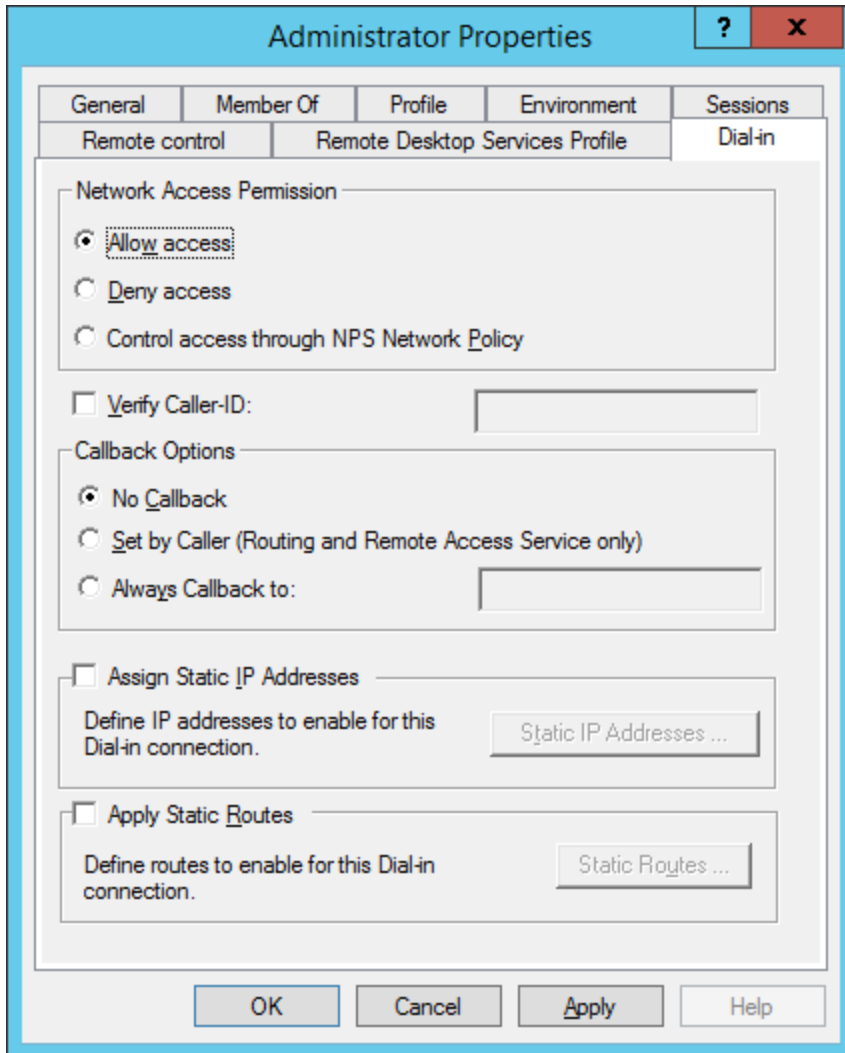 Administrator Properties
?
x
General
Member Of
Profile
Environment
Sessions
Remote control
Remote Desktop Services Profile
Dial-in
Network Access Permission
Allow access
Deny access
Control access through NPS Network Policy
Verify Caller-ID:
Callback Options
No Callback
Set by Caller (Routing and Remote Access Service only)
Always Callback to:
Assign Static IP Addresses
Define IP addresses to enable for this
Dial-in connection.
Static IP Addresses ...
Apply Static Routes
Define routes to enable for this Dial-in
connection.
Static Routes ...
OK
Cancel
Apply
Help